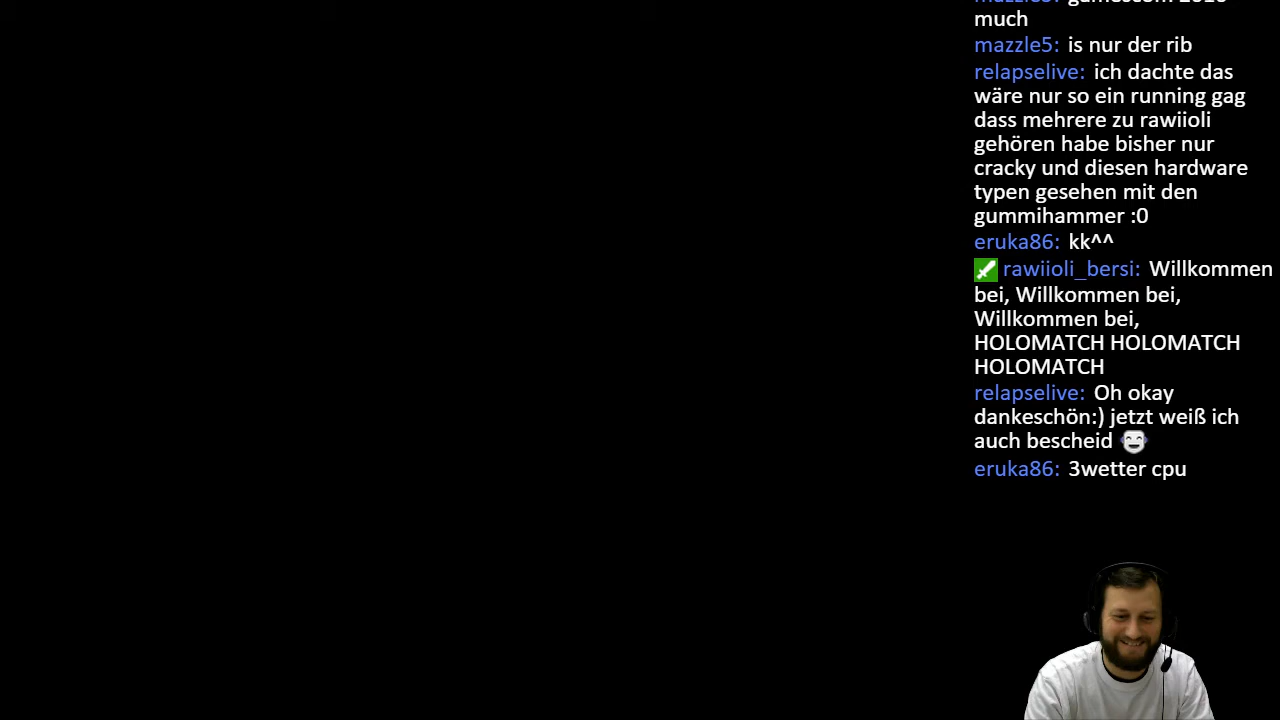 much
mazzle5: is nur der rib
relapselive: ich dachte das
wäre nur so ein running gag
dass mehrere zu rawiioli
gehören habe bisher nur
cracky und diesen hardware
typen gesehen mit den
gummihammer :0
eruka86: kk^^
rawiioli_bersi: Willkommen
bei, Willkommen bei,
Willkommen bei,
HOLOMATCH HOLOMATCH
HOLOMATCH
relapselive: Oh okay
dankeschön:) jetzt weiß ich
auch bescheid
eruka86: 3wetter cpu